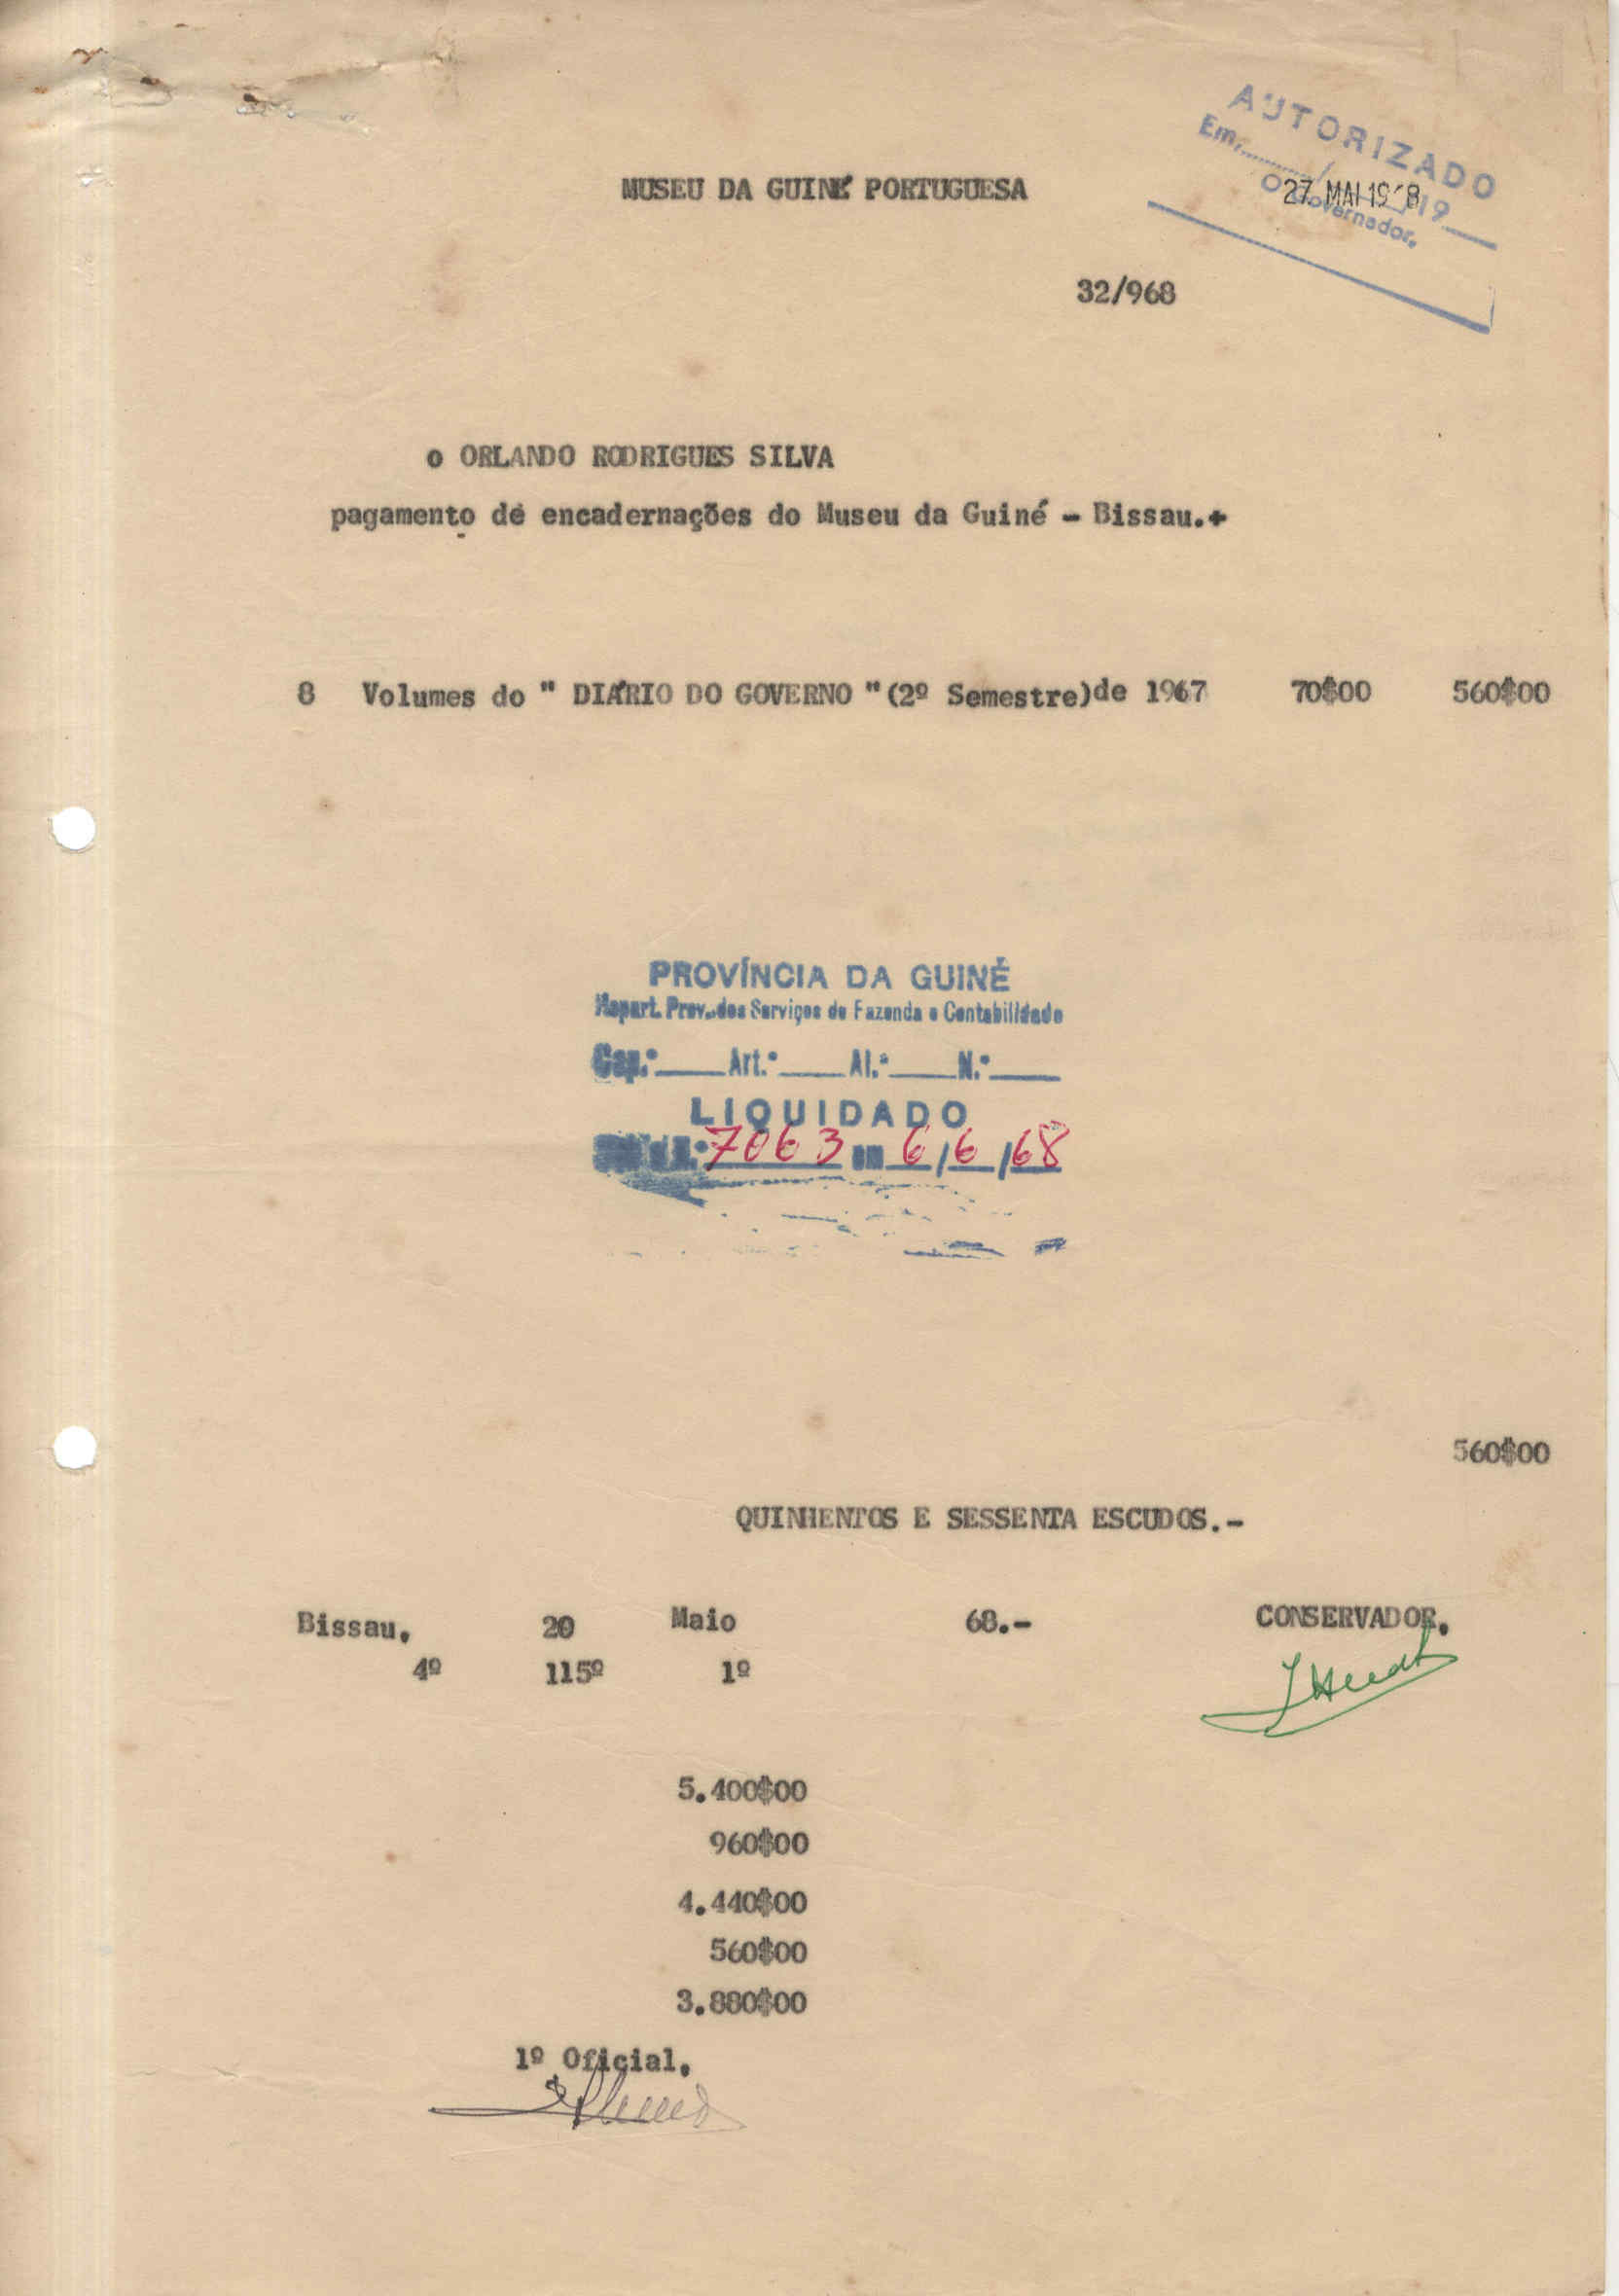 AUTORIZADO
Em, / /19
27. MAI 19 8
O Governador,
MUSEU DA GUINÉ PORTUGUESA
32/968
o ORLANDO RODRIGUES SILVA
pagamento de encadernações do Museu da Guiné - Bissau.+
8 Volumes do " DIÁRIO DO GOVERNO "(2º Semestre)de 1967 70$00 560$00
PROVÍNCIA DA GUINÉ
Repart. Prov. dos Serviços de Fazenda e Contabilidade
Cap.º Art.º Al.ª N.º
LIQUIDADO
7063 em 6/6/68
560$00
QUINHENTOS E SESSENTA ESCUDOS.-
Bissau, 20 Maio 68.- CONSERVADOR,
4º 115º 1º
5.400$00
960$00
4.440$00
560$00
3.880$00
1º Oficial,